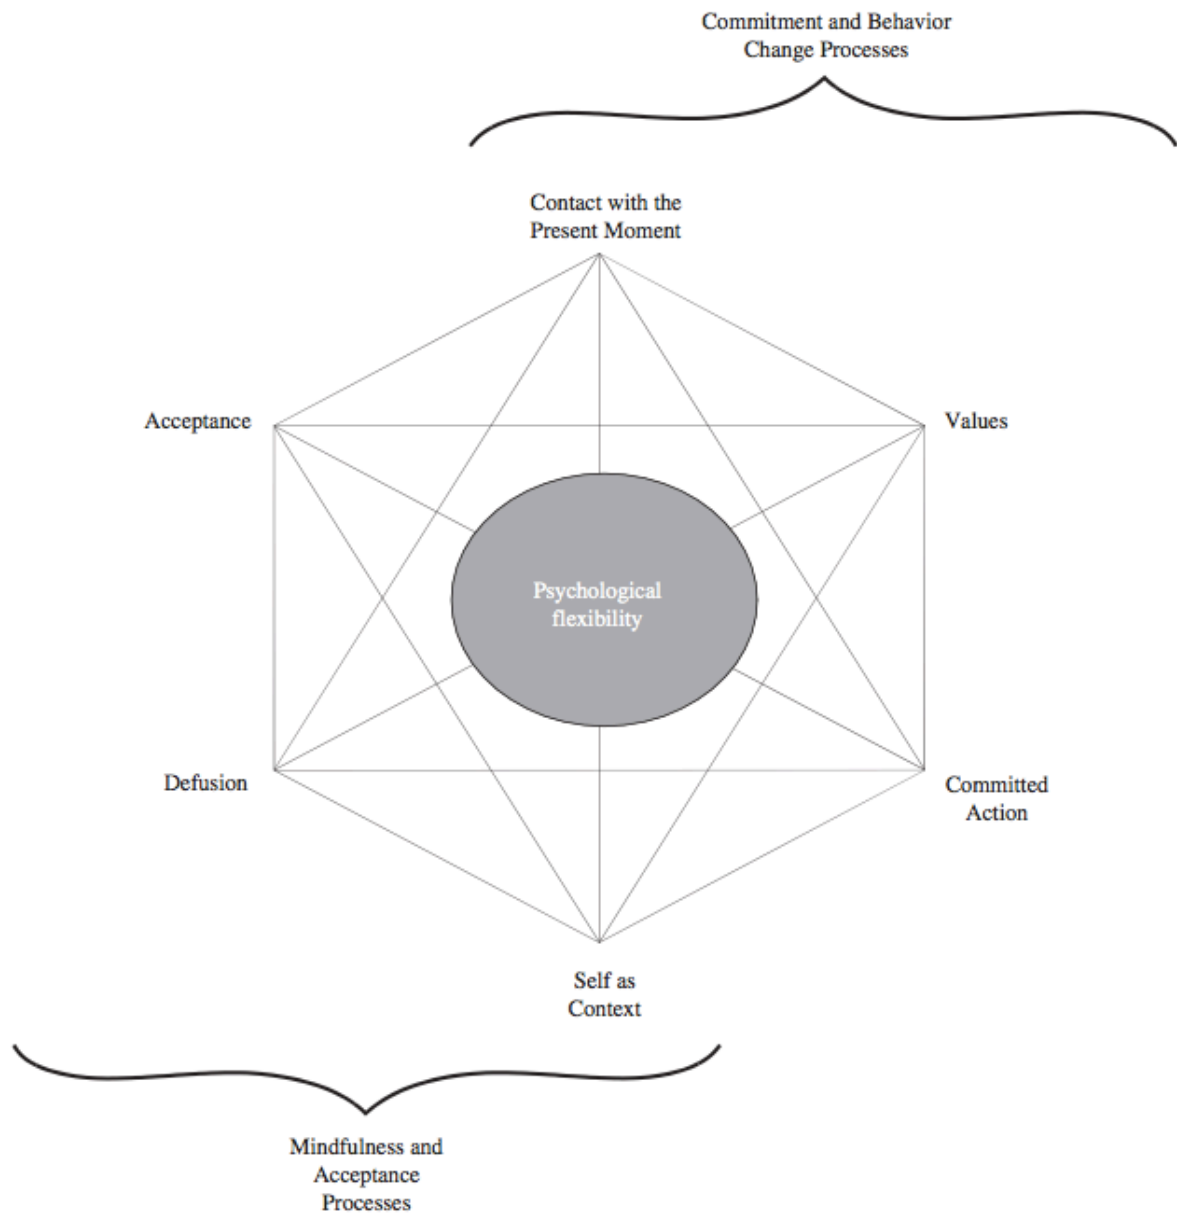 Commitment and Behavior
Change Processes
Contact with the
Present Moment
Acceptance
Values
Psychological
flexibility
Defusion
Committed
Action
Self as
Context
Mindfulness and
Acceptance
Processes